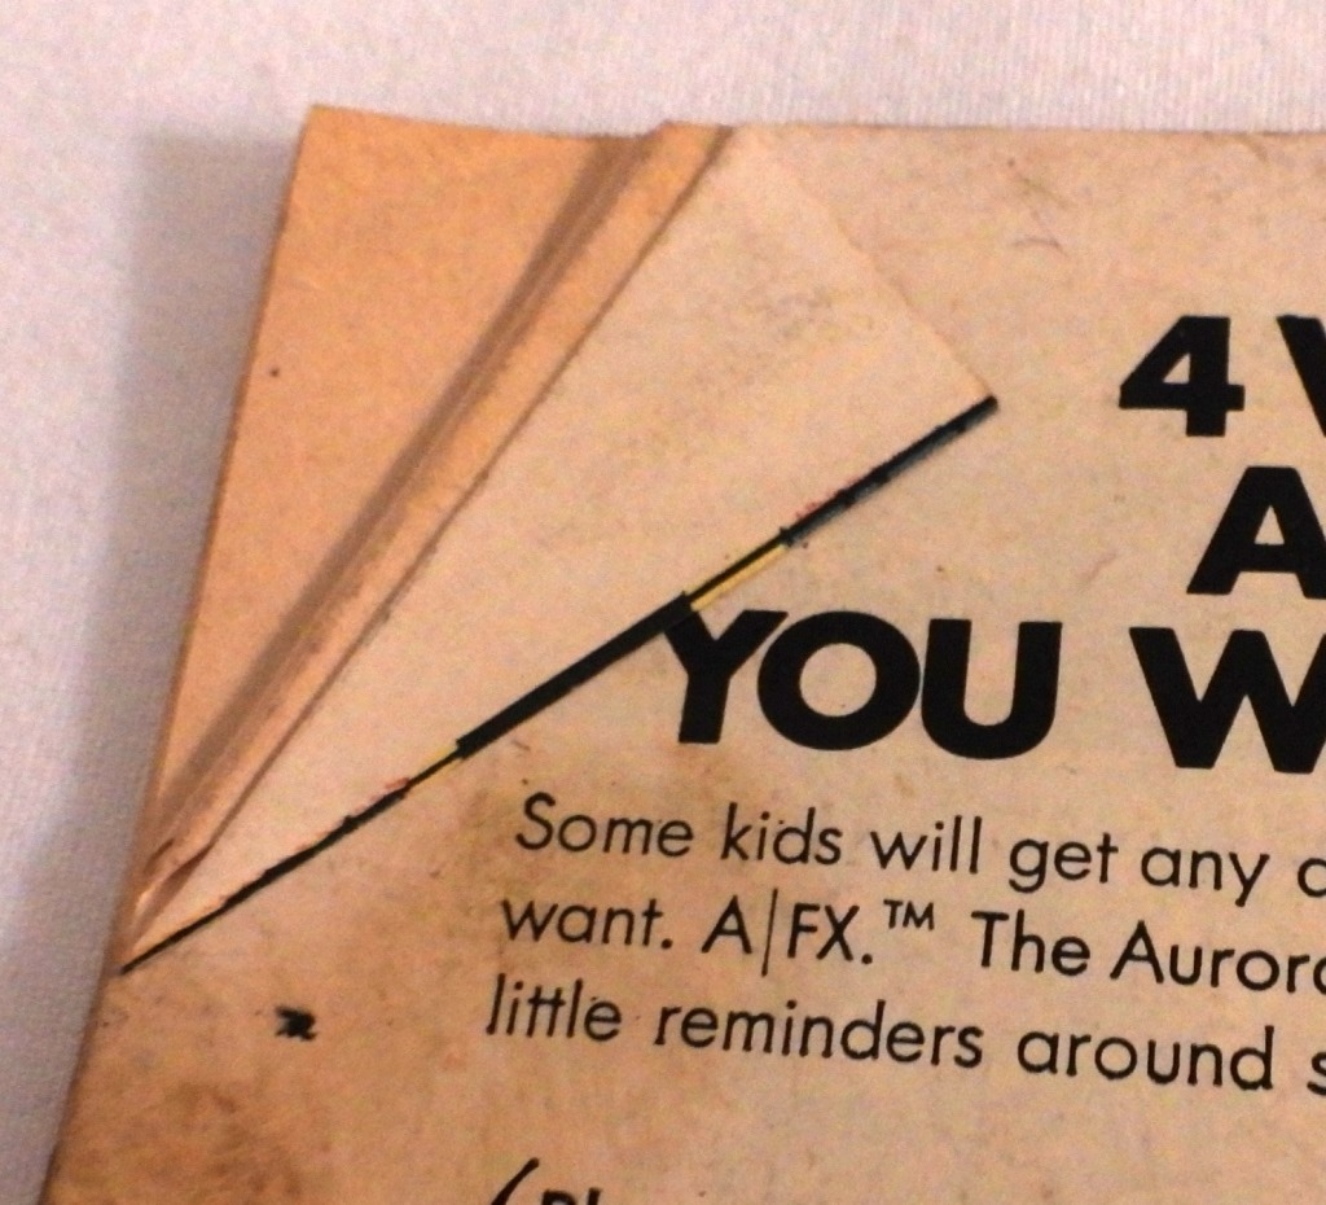 4
A
YOU W
Some kids will get any
want. A|FX.™ The Auror
little reminders around s